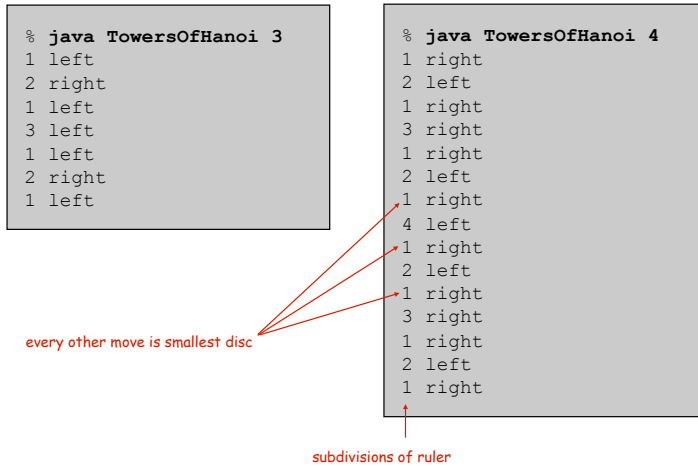 % java TowersOfHanoi 3
1 left
2 right
1 left
3 left
1 left
2 right
1 left
% java TowersOfHanoi 4
1 right
2 left
1 right
3 right
1 right
2 left
1 right
4 left
1 right
2 left
1 right
3 right
1 right
2 left
1 right
every other move is smallest disc
subdivisions of ruler